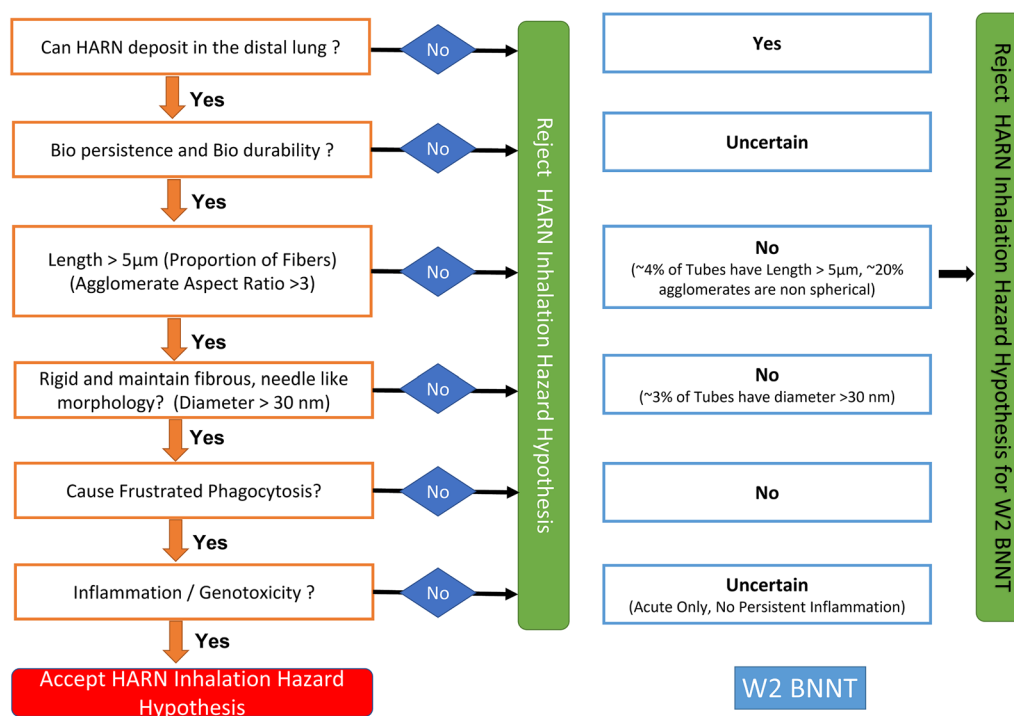 Can HARN deposit in the distal lung ?
No
Yes
Yes
Bio persistence and Bio durability ?
No
Uncertain
Yes
Length > 5µm (Proportion of Fibers)
(Agglomerate Aspect Ratio >3)
No
No
(~4% of Tubes have Length > 5µm, ~20%
agglomerates are non spherical)
Yes
Rigid and maintain fibrous, needle like
morphology? (Diameter > 30 nm)
No
No
(~3% of Tubes have diameter >30 nm)
Yes
Cause Frustrated Phagocytosis?
No
No
Yes
Inflammation / Genotoxicity ?
No
Uncertain
(Acute Only, No Persistent Inflammation)
Yes
Accept HARN Inhalation Hazard
Hypothesis
Reject HARN Inhalation Hazard Hypothesis
Reject HARN Inhalation Hazard Hypothesis for W2 BNNT
W2 BNNT